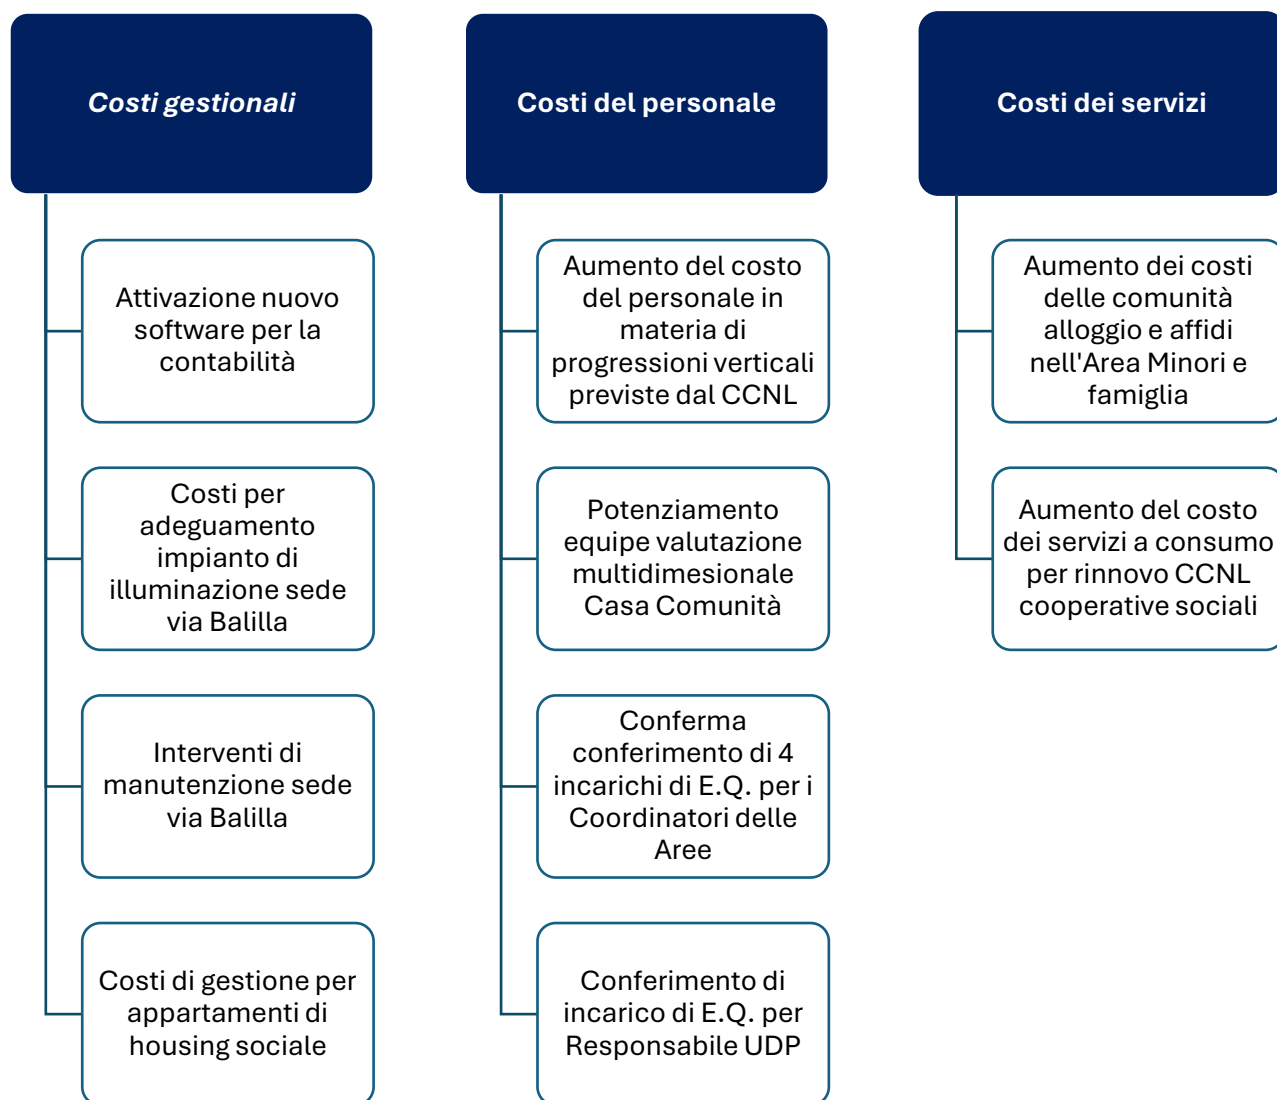 Costi gestionali
Attivazione nuovo
software per la
contabilità
Costi per
adeguamento
impianto di
illuminazione sede
via Balilla
Interventi di
manutenzione sede
via Balilla
Costi di gestione per
appartamenti di
housing sociale
Costi del personale
Aumento del costo
del personale in
materia di
progressioni verticali
previste dal CCNL
Potenziamento
equipe valutazione
multidimesionale
Casa Comunità
Conferma
conferimento di 4
incarichi di E.Q. per i
Coordinatori delle
Aree
Conferimento di
incarico di E.Q. per
Responsabile UDP
Costi dei servizi
Aumento dei costi
delle comunità
alloggio e affidi
nell'Area Minori e
famiglia
Aumento del costo
dei servizi a consumo
per rinnovo CCNL
cooperative sociali